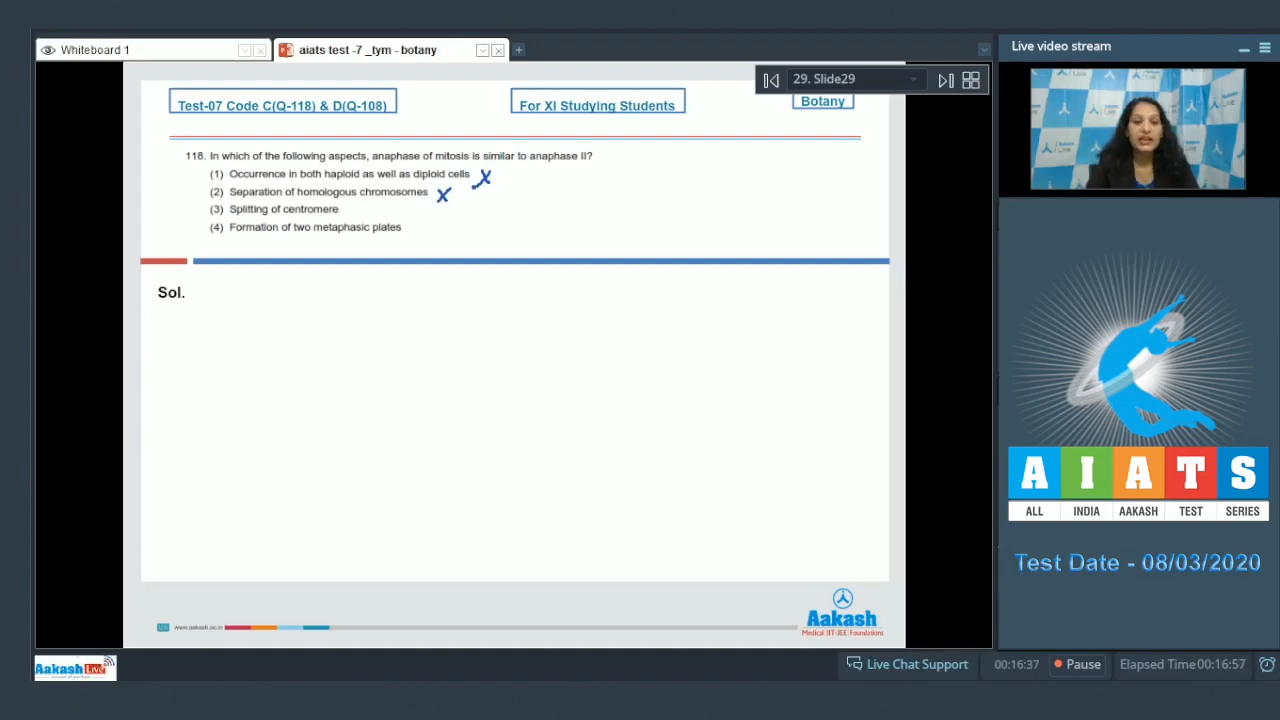 Whiteboard 1
aiats test -7 _tym - botany
Live video stream
29. Slide29
Test-07 Code C(Q-118) & D(Q-108)
For XI Studying Students
Botany
118. In which of the following aspects, anaphase of mitosis is similar to anaphase II?
(1) Occurrence in both haploid as well as diploid cells
(2) Separation of homologous chromosomes
(3) Splitting of centromere
(4) Formation of two metaphasic plates
Sol.
A I A T S
ALL INDIA AAKASH TEST SERIES
Test Date - 08/03/2020
www.aakash.ac.in
Aakash
Medical|IIT-JEE|Foundations
Aakash Live
Live Chat Support
00:16:37
Pause
Elapsed Time 00:16:57